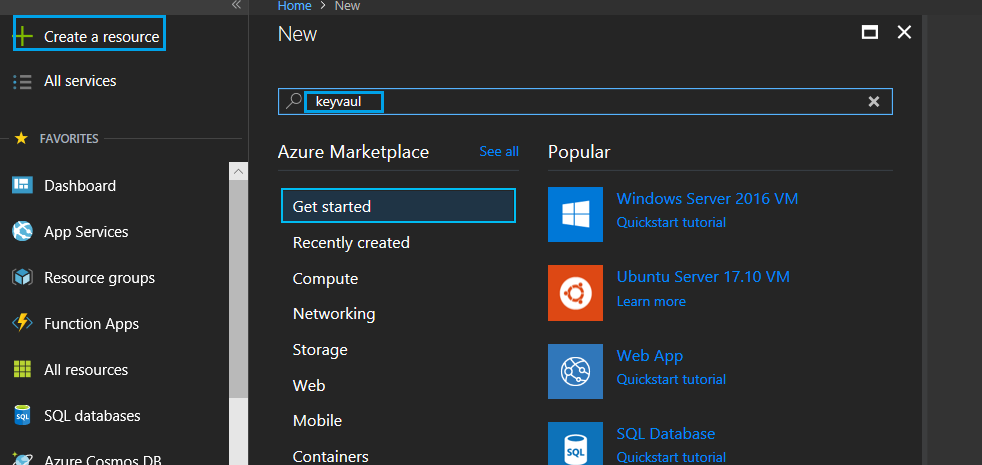 Home > New
Create a resource
All services
FAVORITES
Dashboard
App Services
Resource groups
Function Apps
All resources
SQL databases
Azure Cosmos DB
New
keyvaul
Azure Marketplace
See all
Get started
Recently created
Compute
Networking
Storage
Web
Mobile
Containers
Popular
Windows Server 2016 VM
Quickstart tutorial
Ubuntu Server 17.10 VM
Learn more
Web App
Quickstart tutorial
SQL
SQL Database
Quickstart tutorial